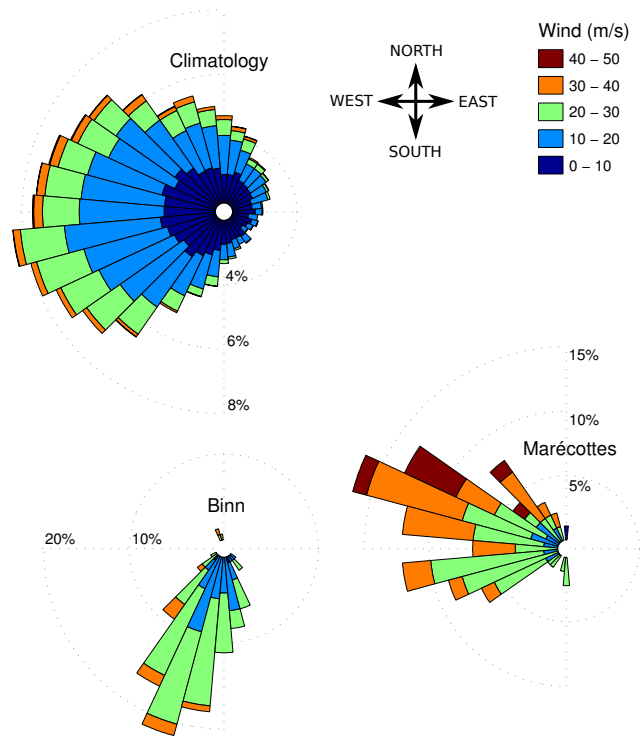 Climatology
NORTH
WEST
EAST
SOUTH
Wind (m/s)
40 – 50
30 – 40
20 – 30
10 – 20
0 – 10
4%
6%
8%
15%
10%
Marécottes
5%
Binn
20%
10%